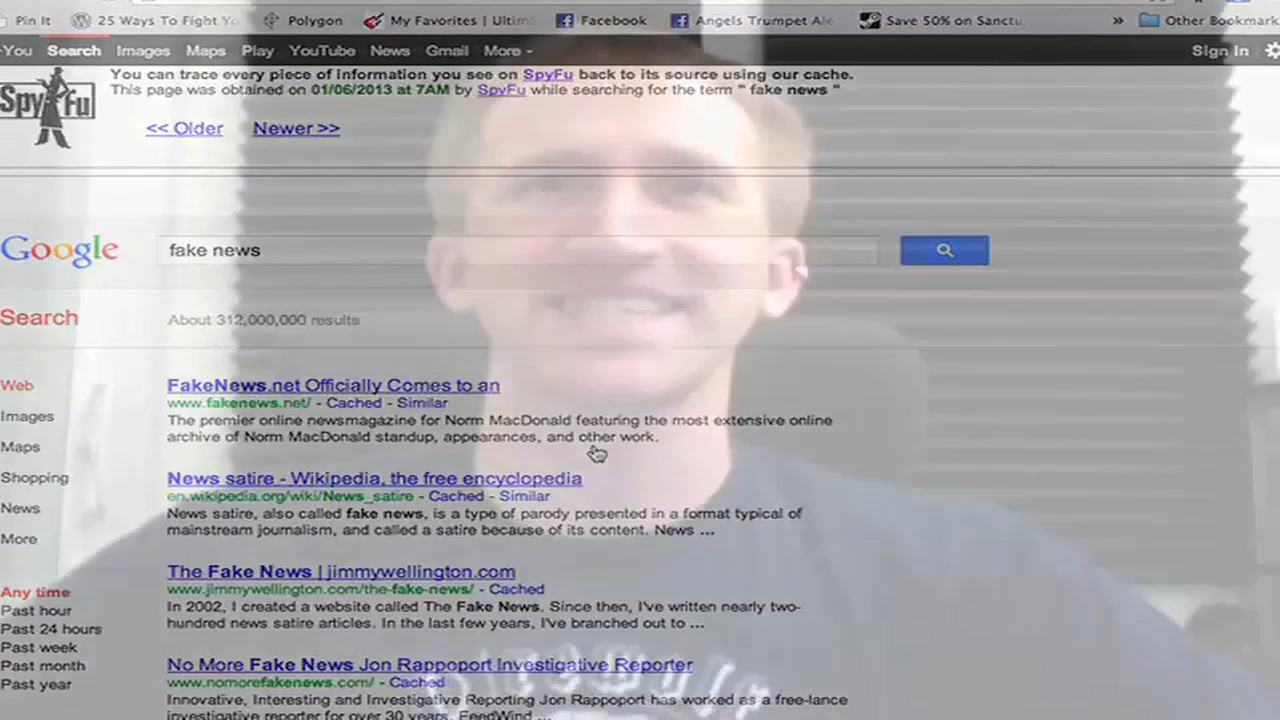 Pin It 25 Ways To Fight Yo Polygon My Favorites | Ultim Facebook Angels Trumpet Ale Save 50% on Sanctu » Other Bookmark
You Search Images Maps Play YouTube News Gmail More Sign In
You can trace every piece of information you see on SpyFu back to its source using our cache.
This page was obtained on 01/06/2013 at 7AM by SpyFu while searching for the term " fake news "
SpyFu
<< Older Newer >>
Google fake news
Search About 312,000,000 results
Web
Images
Maps
Shopping
News
More
Any time
Past hour
Past 24 hours
Past week
Past month
Past year
FakeNews.net Officially Comes to an
www.fakenews.net/ - Cached - Similar
The premier online newsmagazine for Norm MacDonald featuring the most extensive online
archive of Norm MacDonald standup, appearances, and other work.
News satire - Wikipedia, the free encyclopedia
en.wikipedia.org/wiki/News_satire - Cached - Similar
News satire, also called fake news, is a type of parody presented in a format typical of
mainstream journalism, and called a satire because of its content. News ...
The Fake News | jimmywellington.com
www.jimmywellington.com/the-fake-news/ - Cached
In 2002, I created a website called The Fake News. Since then, I've written nearly two-
hundred news satire articles. In the last few years, I've branched out to ...
No More Fake News Jon Rappoport Investigative Reporter
www.nomorefakenews.com/ - Cached
Innovative, Interesting and Investigative Reporting Jon Rappoport has worked as a free-lance
investigative reporter for over 30 years. FeedWind ...